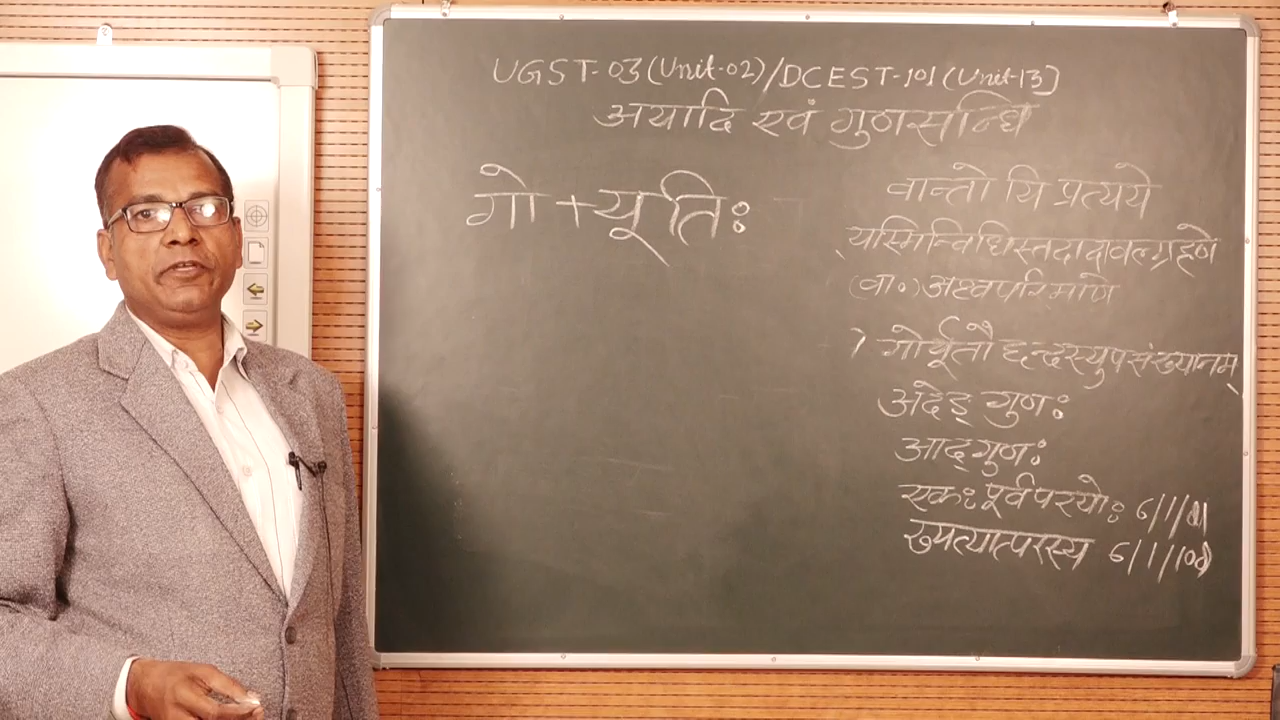 UGST-03(Unit-02)/DCEST-101(Unit-13)
अयादि एवं गुणसन्धि
गो+यूतिः
वान्तो यि प्रत्यये
यस्मिन्विधिस्तदादावल्ग्रहणे
(वा०) अध्वपरिमाणे
गोर्यूतौ छन्दस्युपसंख्यानम्
अदेङ् गुणः
आद्गुणः
एकः पूर्वपरयोः 6/1/81
ख्यत्यात्परस्य 6/1/108